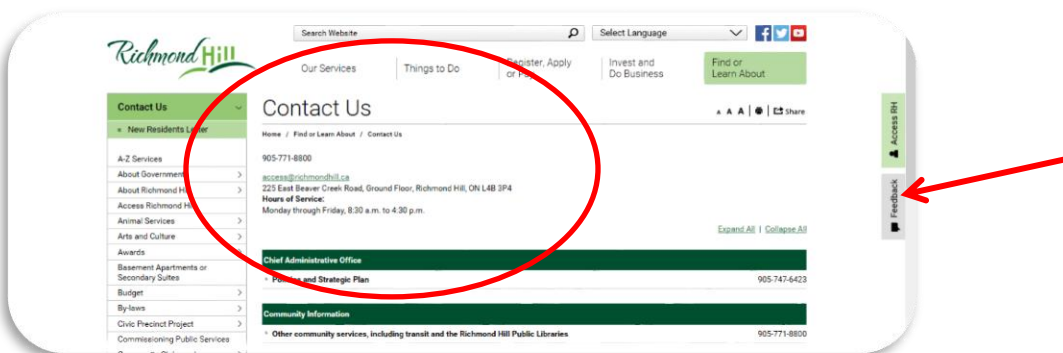 Richmond Hill
Search Website
Select Language
Our Services
Things to Do
Register, Apply
or Pay
Invest and
Do Business
Find or
Learn About
Contact Us
New Residents Letter
A-Z Services
About Government
About Richmond Hill
Access Richmond Hill
Animal Services
Arts and Culture
Awards
Basement Apartments or
Secondary Suites
Budget
By-laws
Civic Precinct Project
Commissioning Public Services
Contact Us
A A A
Share
Home / Find or Learn About / Contact Us
905-771-8800
access@richmondhill.ca
225 East Beaver Creek Road, Ground Floor, Richmond Hill, ON L4B 3P4
Hours of Service:
Monday through Friday, 8:30 a.m. to 4:30 p.m.
Expand All | Collapse All
Chief Administrative Office
and Strategic Plan 905-747-6423
Community Information
Other community services, including transit and the Richmond Hill Public Libraries 905-771-8800
Access RH
Feedback